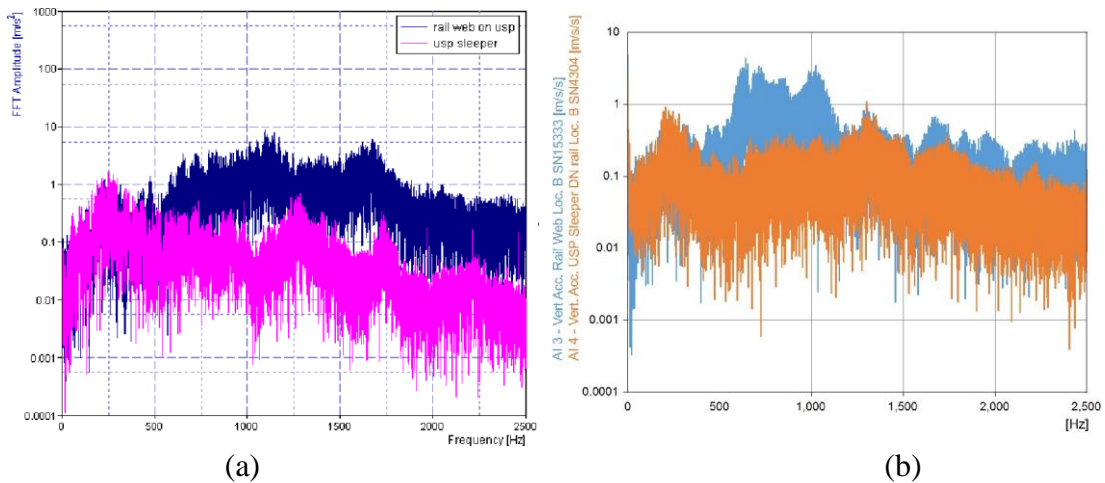 FFT Amplitude [m/s²]
1000
100
10
1
0.1
0.01
0.001
0.0001
rail web on usp
usp sleeper
0
500
1000
1500
2000
2500
Frequency [Hz]
(a)
AI 3 - Vert Acc. Rail Web Loc. B SN15333 [m/s/s]
AI 4 - Vert. Acc. USP Sleeper DN rail Loc. B SN4304 [m/s/s]
10
1
0.1
0.01
0.001
0.0001
0
500
1,000
1,500
2,000
2,500
[Hz]
(b)